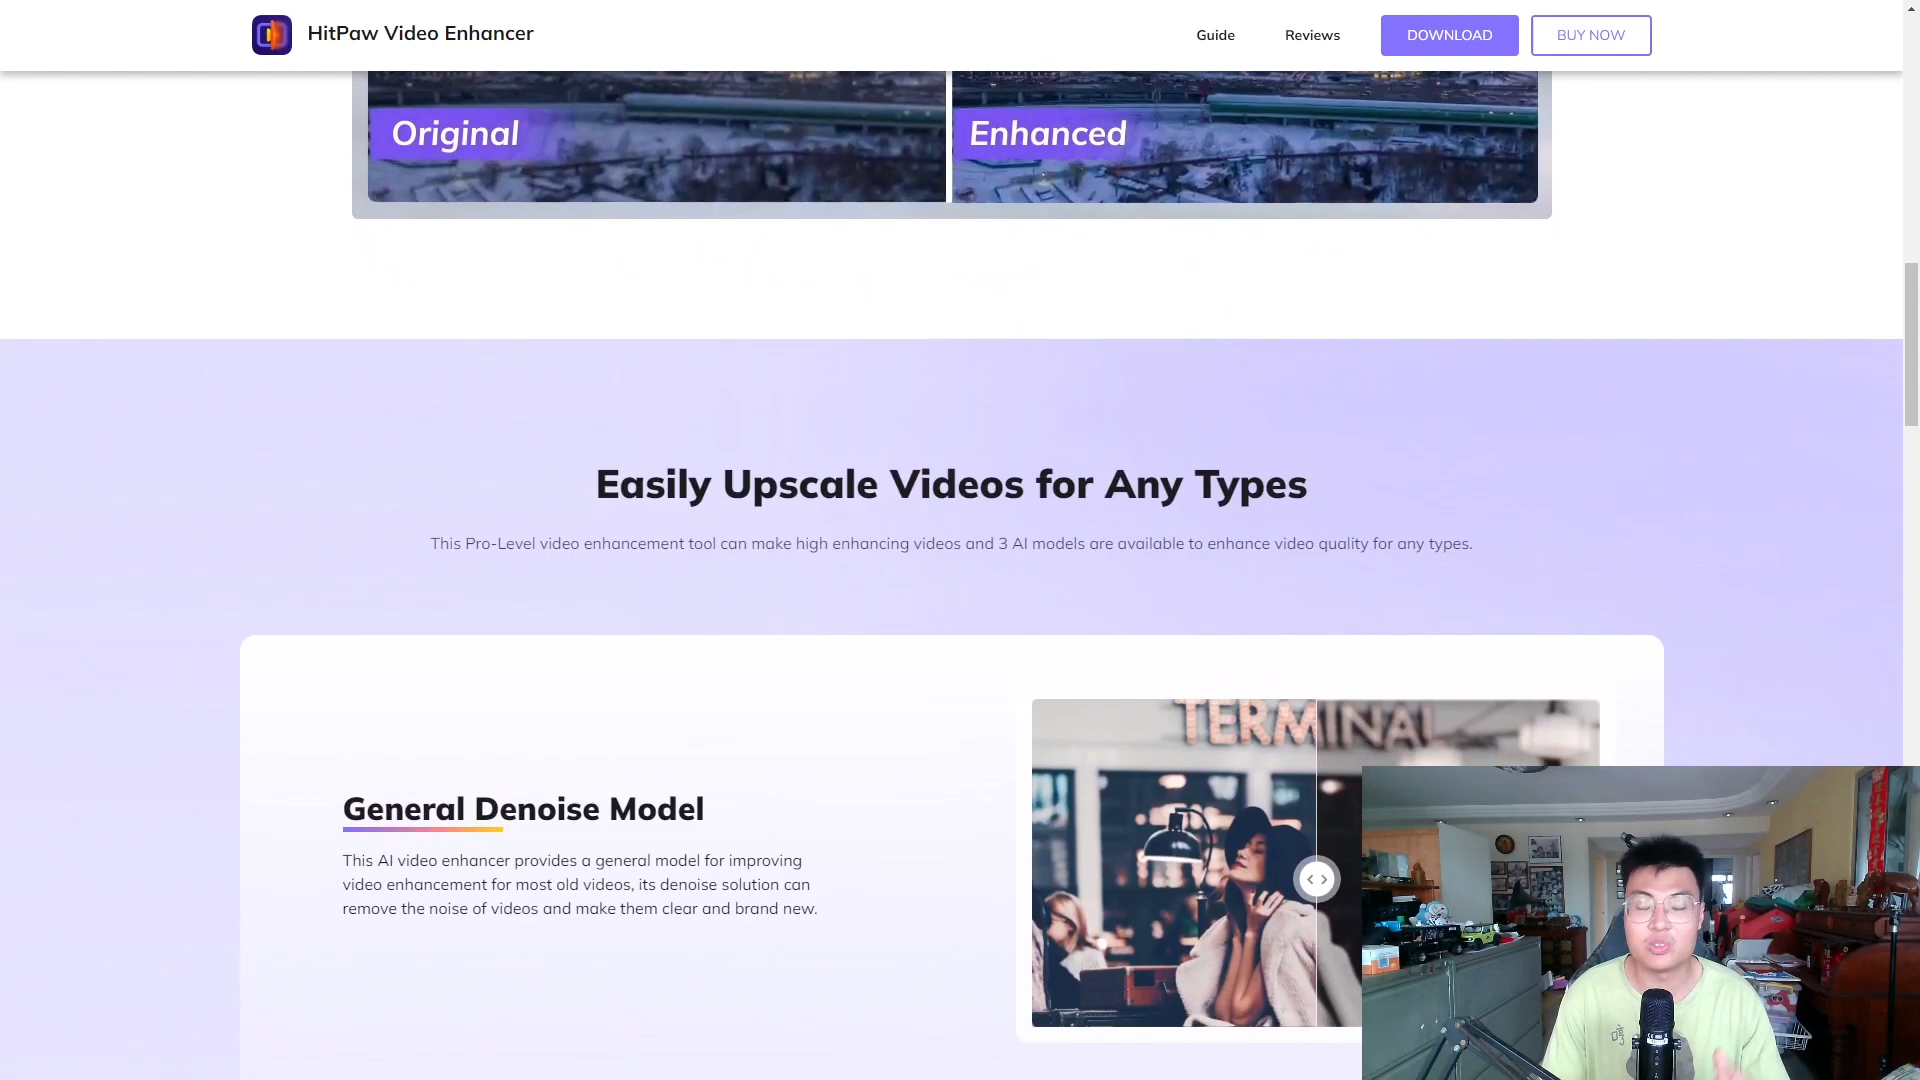 HitPaw Video Enhancer
Guide
Reviews
DOWNLOAD
BUY NOW
Original
Enhanced
Easily Upscale Videos for Any Types
This Pro-Level video enhancement tool can make high enhancing videos and 3 AI models are available to enhance video quality for any types.
TERMINAL
General Denoise Model
This AI video enhancer provides a general model for improving
video enhancement for most old videos, its denoise solution can
remove the noise of videos and make them clear and brand new.